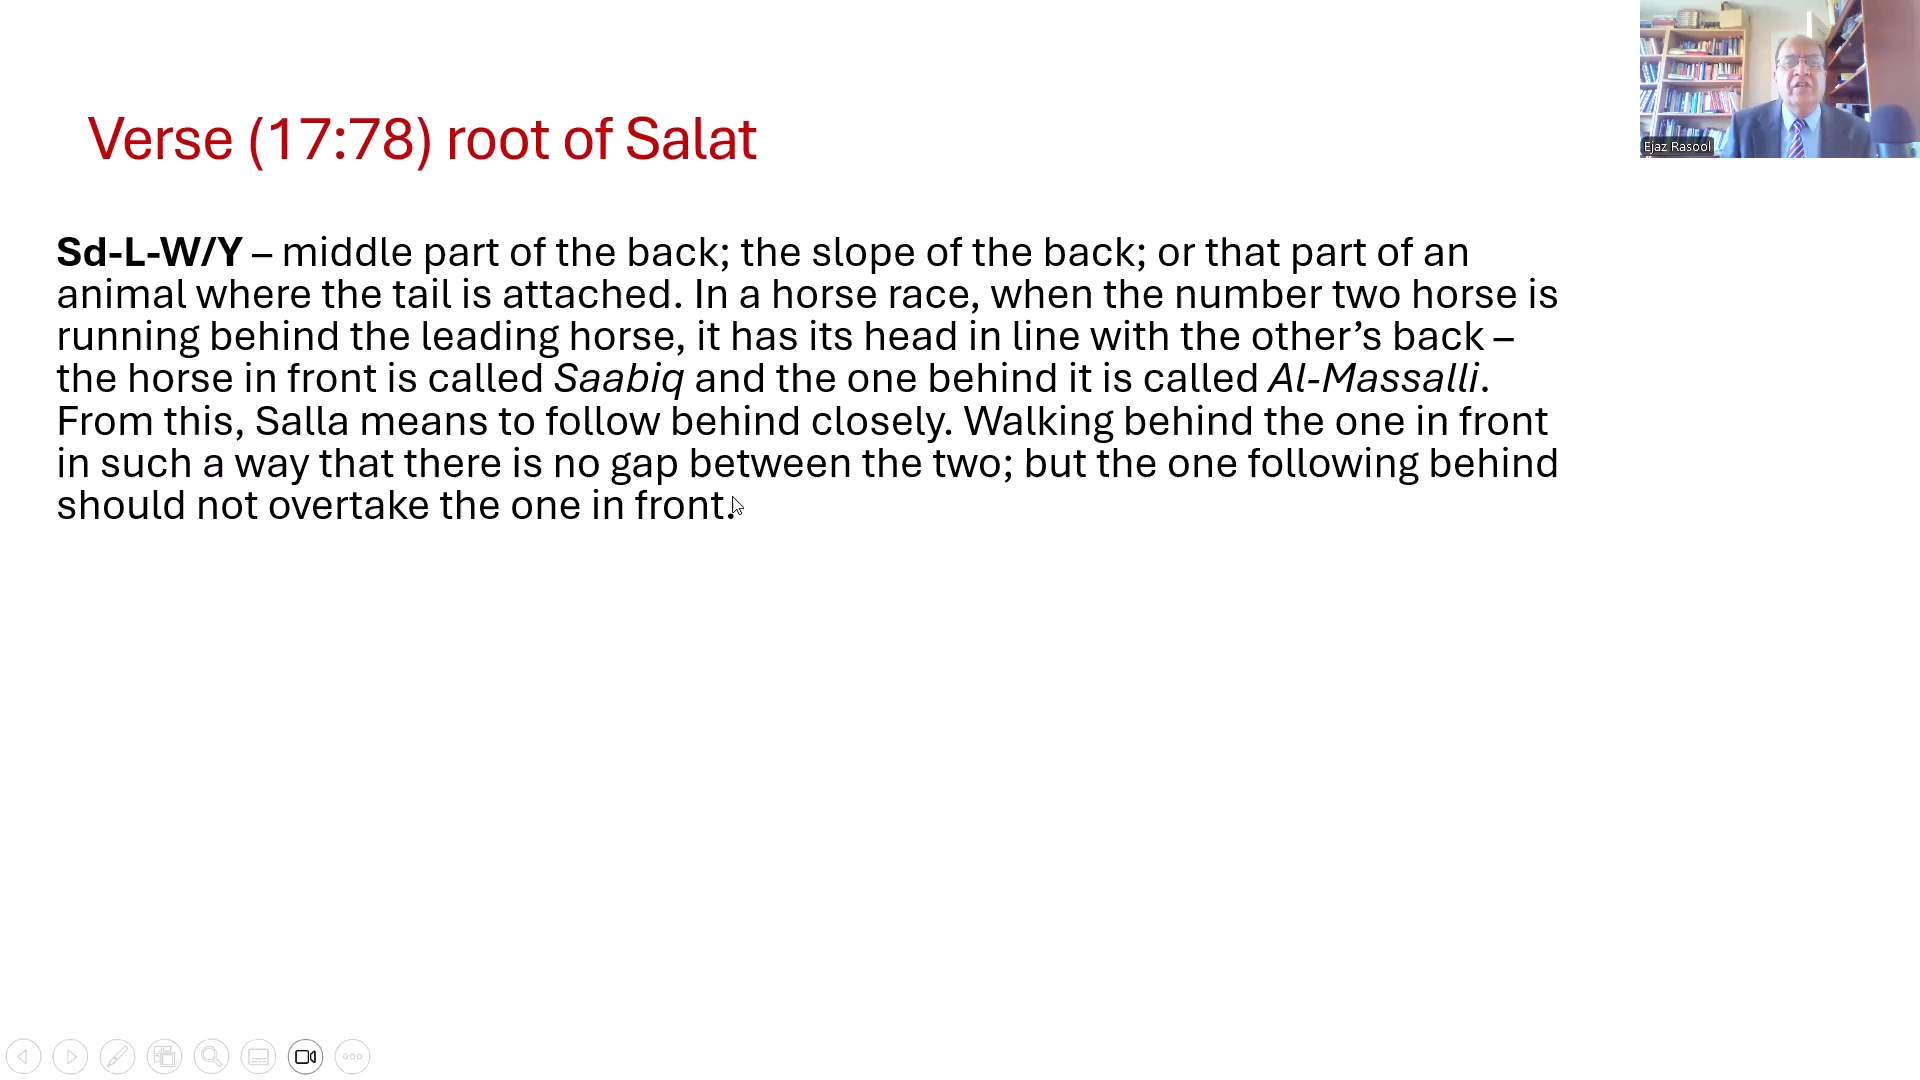 Verse (17:78) root of Salat
Sd-L-W/Y – middle part of the back; the slope of the back; or that part of an
animal where the tail is attached. In a horse race, when the number two horse is
running behind the leading horse, it has its head in line with the other’s back –
the horse in front is called Saabiq and the one behind it is called Al-Massalli.
From this, Salla means to follow behind closely. Walking behind the one in front
in such a way that there is no gap between the two; but the one following behind
should not overtake the one in front.
Ejaz Rasool